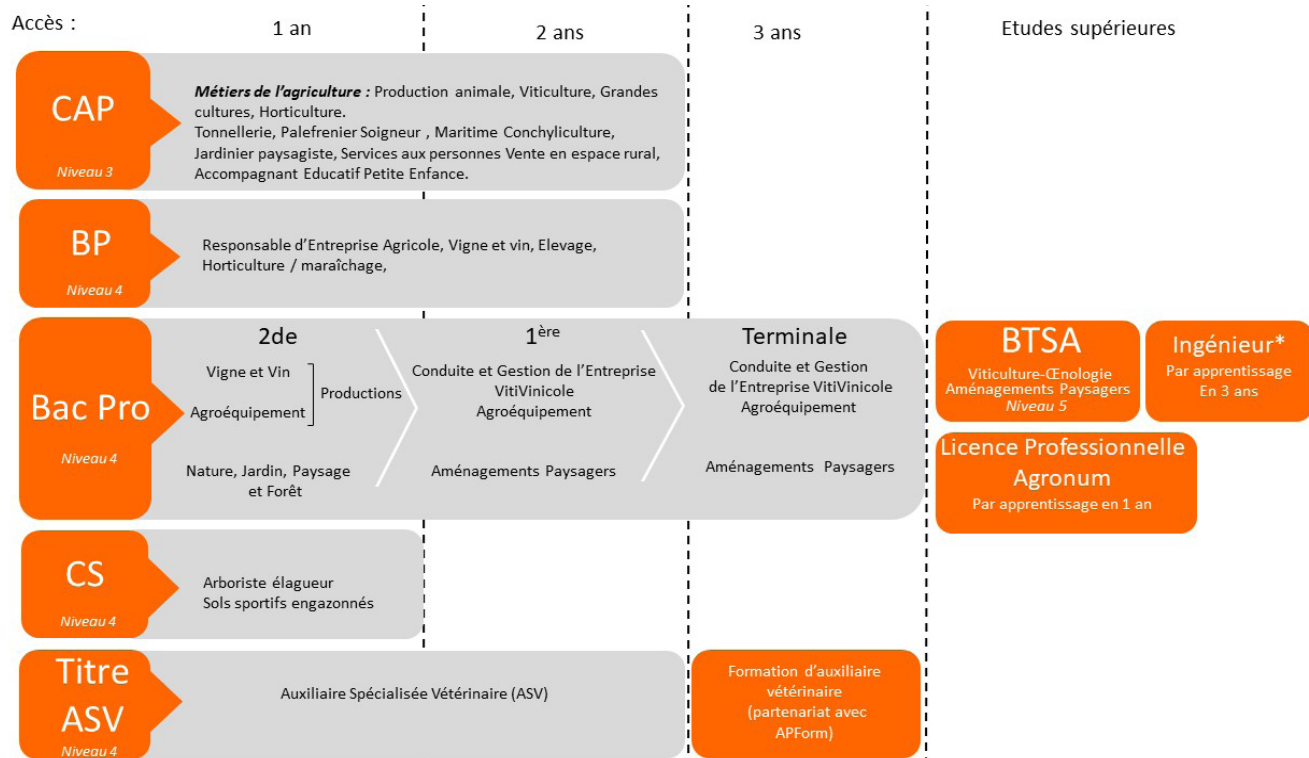 Accès :
1 an
2 ans
3 ans
Etudes supérieures
CAP
Niveau 3
Métiers de l'agriculture : Production animale, Viticulture, Grandes
cultures, Horticulture.
Tonnellerie, Palefrenier Soigneur , Maritime Conchyliculture,
Jardinier paysagiste, Services aux personnes Vente en espace rural,
Accompagnant Educatif Petite Enfance.
BP
Niveau 4
Responsable d'Entreprise Agricole, Vigne et vin, Elevage,
Horticulture / maraîchage,
Bac Pro
Niveau 4
2de
Vigne et Vin
Agroéquipement
Productions
Nature, Jardin, Paysage
et Forêt
1ère
Conduite et Gestion de l'Entreprise
VitiVinicole
Agroéquipement
Aménagements Paysagers
Terminale
Conduite et Gestion
de l'Entreprise VitiVinicole
Agroéquipement
Aménagements Paysagers
BTSA
Viticulture-Œnologie
Aménagements Paysagers
Niveau 5
Ingénieur*
Par apprentissage
En 3 ans
Licence Professionnelle
Agronum
Par apprentissage en 1 an
CS
Niveau 4
Arboriste élagueur
Sols sportifs engazonnés
Titre
ASV
Niveau 4
Auxiliaire Spécialisée Vétérinaire (ASV)
Formation d'auxiliaire
vétérinaire
(partenariat avec
APForm)